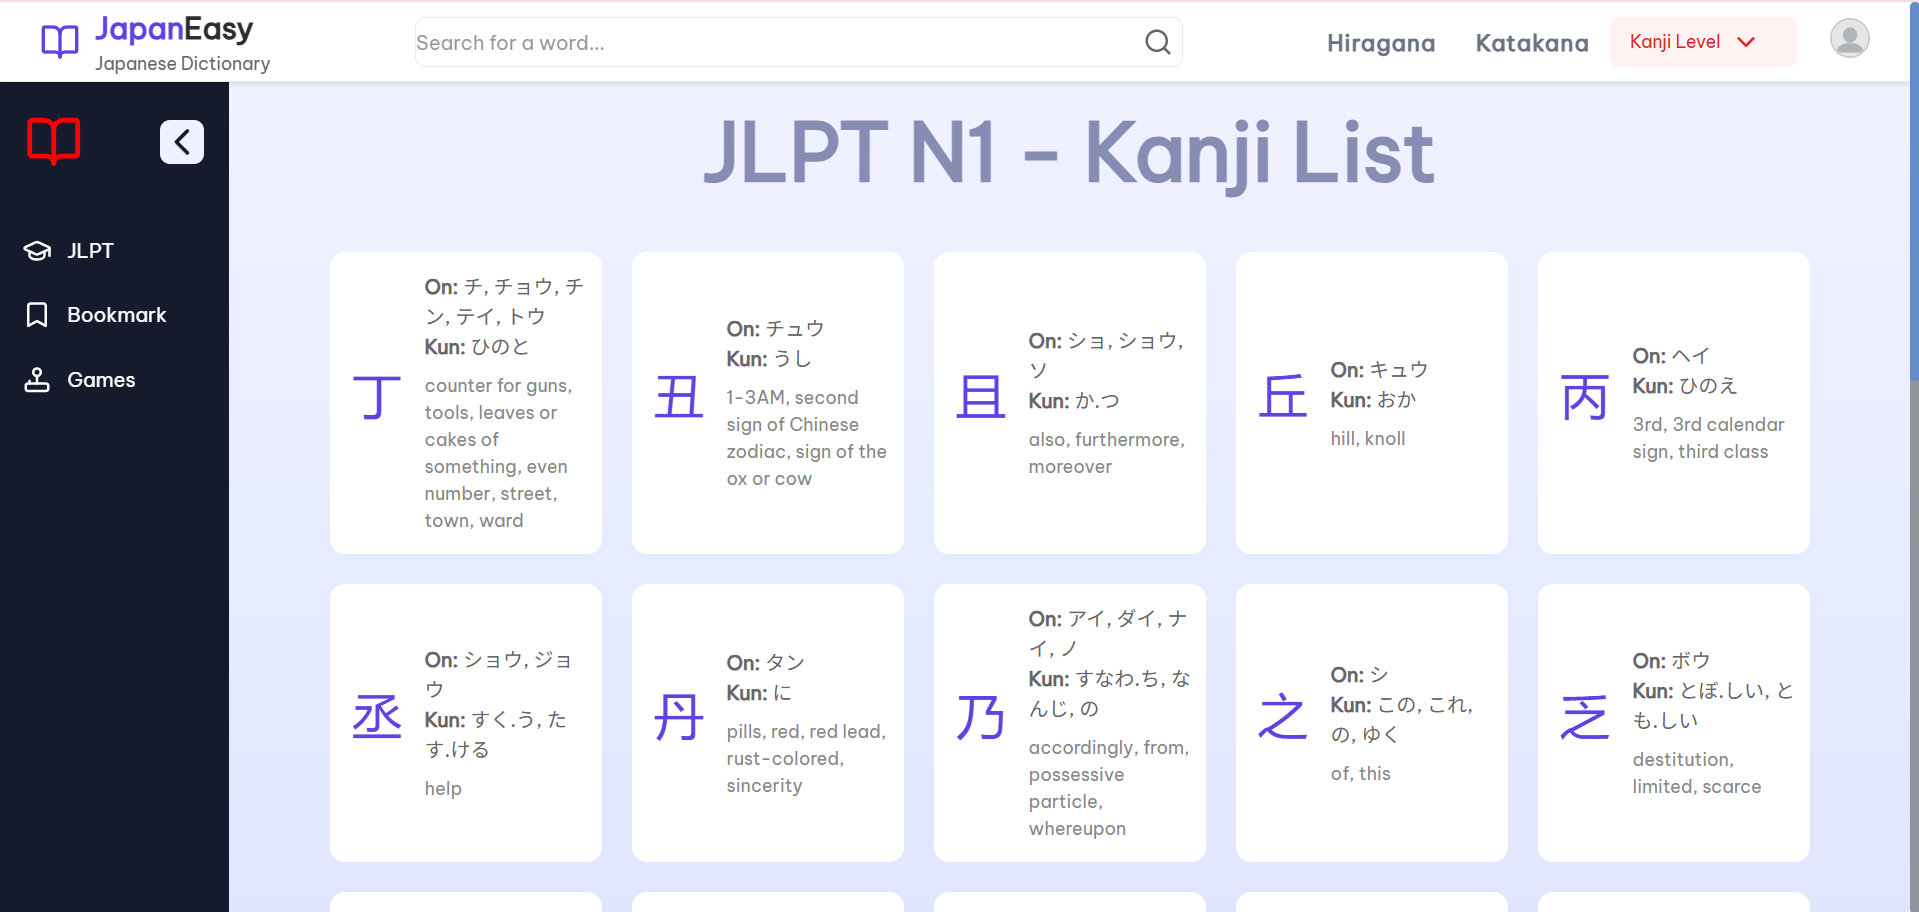 JapanEasy
Japanese Dictionary
Search for a word...
Hiragana
Katakana
Kanji Level
JLPT
Bookmark
Games
JLPT N1 - Kanji List
丁
On: チ, チョウ, チ
ン, テイ, トウ
Kun: ひのと
counter for guns,
tools, leaves or
cakes of
something, even
number, street,
town, ward
丑
On: チュウ
Kun: うし
1-3AM, second
sign of Chinese
zodiac, sign of the
ox or cow
且
On: ショ, ショウ,
ソ
Kun: か.つ
also, furthermore,
moreover
丘
On: キュウ
Kun: おか
hill, knoll
丙
On: ヘイ
Kun: ひのえ
3rd, 3rd calendar
sign, third class
丞
On: ショウ, ジョ
ウ
Kun: すく.う, た
す.ける
help
丹
On: タン
Kun: に
pills, red, red lead,
rust-colored,
sincerity
乃
On: アイ, ダイ, ナ
イ, ノ
Kun: すなわ.ち, な
んじ, の
accordingly, from,
possessive
particle,
whereupon
之
On: シ
Kun: この, これ,
の, ゆく
of, this
乏
On: ボウ
Kun: とぼ.しい, と
も.しい
destitution,
limited, scarce